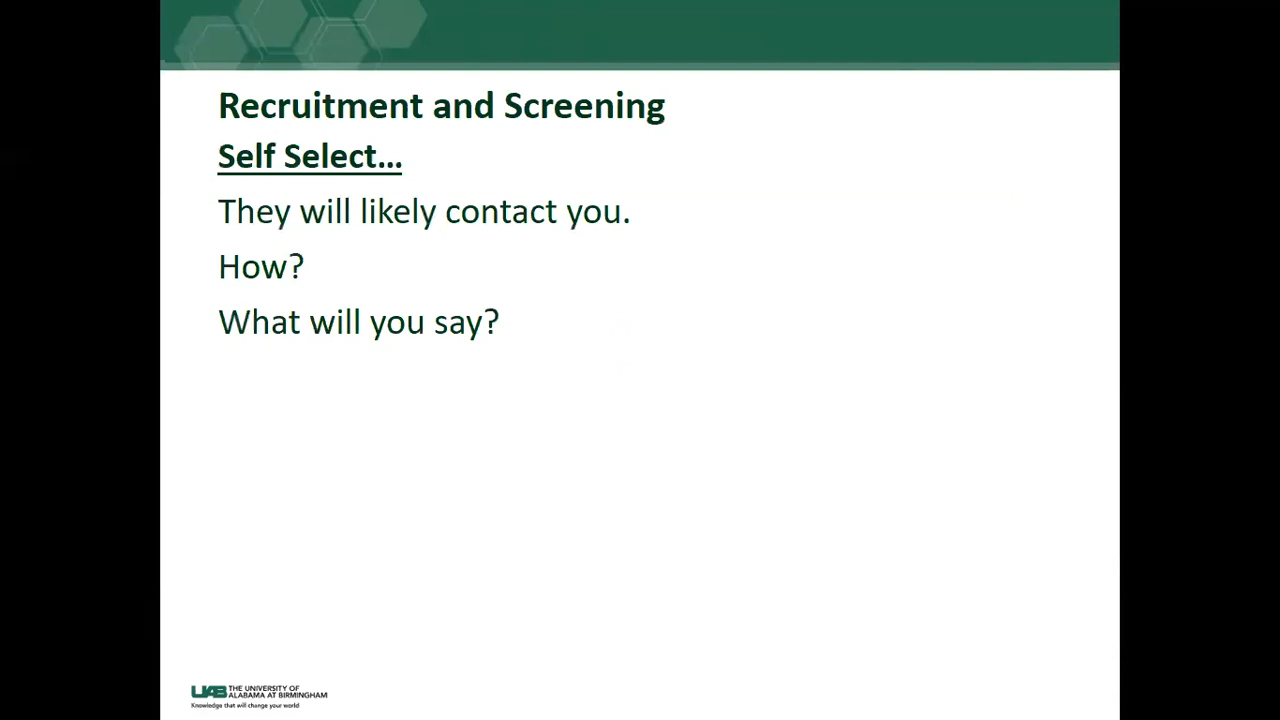 Recruitment and Screening
Self Select...
They will likely contact you.
How?
What will you say?
UAB THE UNIVERSITY OF
ALABAMA AT BIRMINGHAM
Knowledge that will change your world